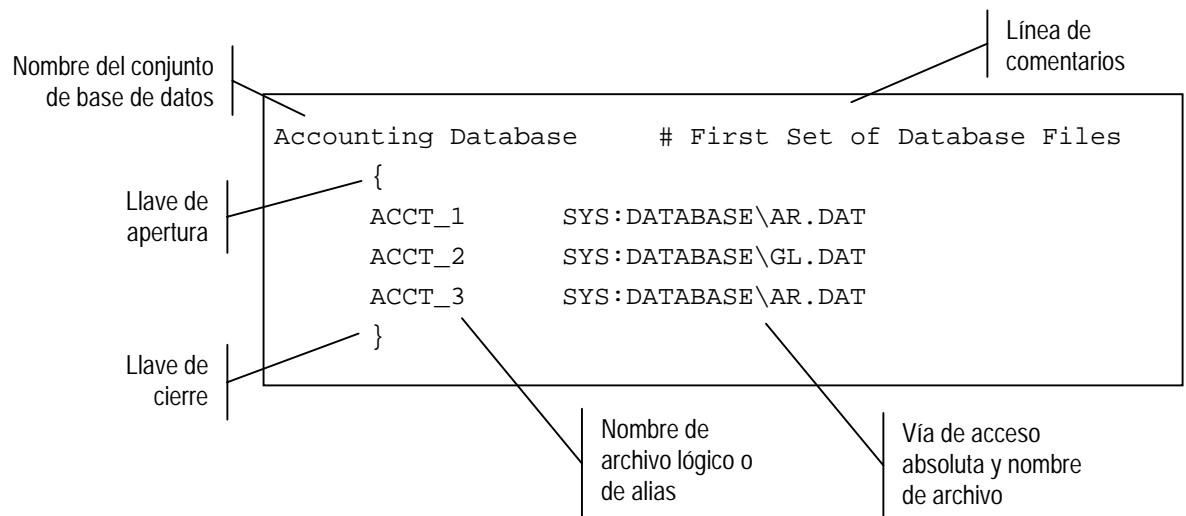 Línea de
comentarios
Nombre del conjunto
de base de datos
Accounting Database # First Set of Database Files
{
Llave de
apertura
ACCT_1 SYS:DATABASE\AR.DAT
ACCT_2 SYS:DATABASE\GL.DAT
ACCT_3 SYS:DATABASE\AR.DAT
}
Llave de
cierre
Nombre de
archivo lógico o
de alias
Vía de acceso
absoluta y nombre
de archivo